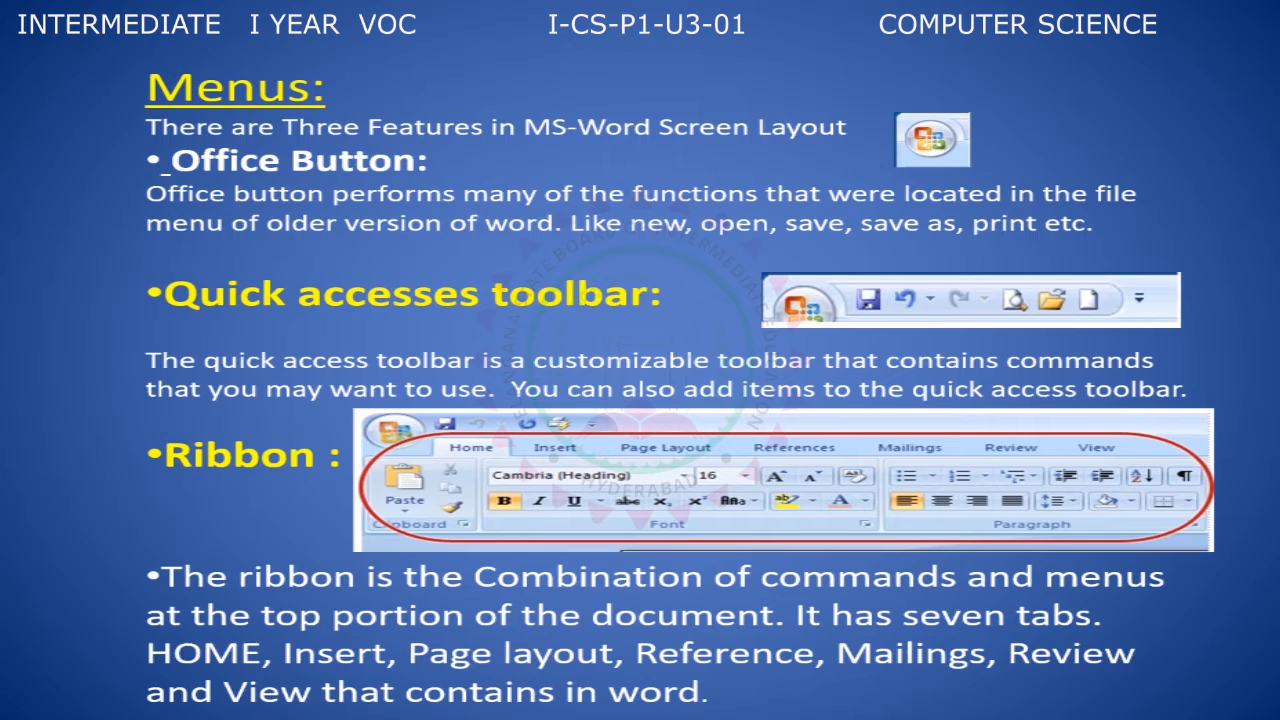 INTERMEDIATE I YEAR VOC I-CS-P1-U3-01 COMPUTER SCIENCE
Menus:
There are Three Features in MS-Word Screen Layout
• Office Button:
Office button performs many of the functions that were located in the file
menu of older version of word. Like new, open, save, save as, print etc.
•Quick accesses toolbar:
The quick access toolbar is a customizable toolbar that contains commands
that you may want to use. You can also add items to the quick access toolbar.
•Ribbon :
Home Insert Page Layout References Mailings Review View
Cambria (Heading) 16
Paste
Clipboard Font Paragraph
•The ribbon is the Combination of commands and menus
at the top portion of the document. It has seven tabs.
HOME, Insert, Page layout, Reference, Mailings, Review
and View that contains in word.
HYDERABAD